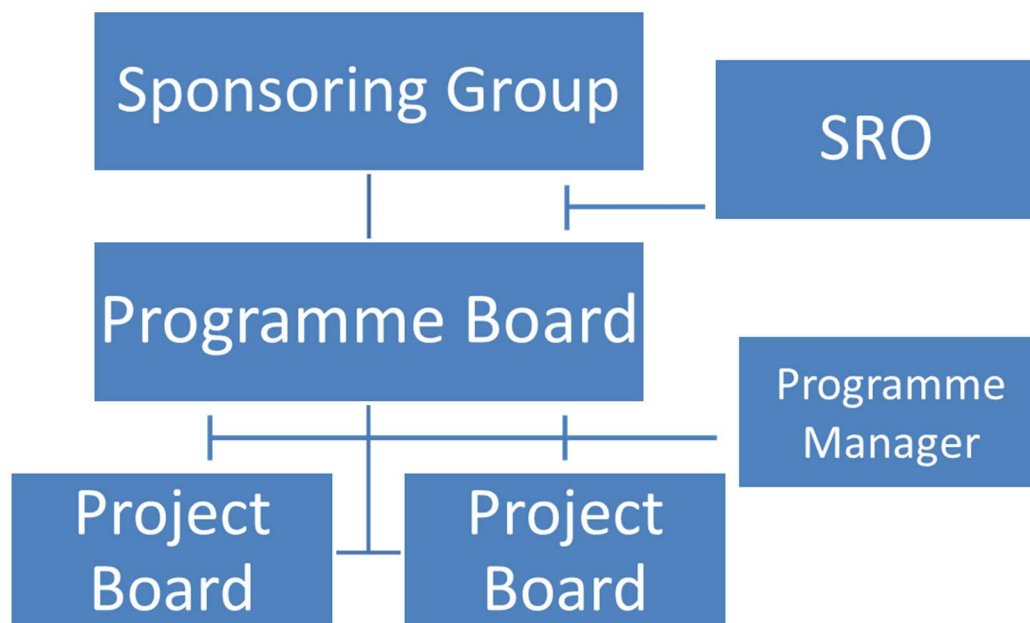 Sponsoring Group
SRO
Programme Board
Programme
Manager
Project
Board
Project
Board